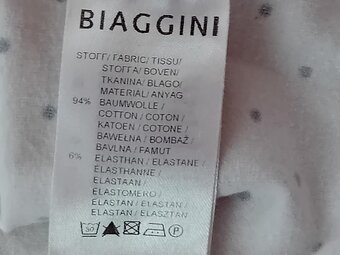 BIAGGINI
STOFF/ FABRIC/ TISSU/
STOFFA/ BOVEN/
TKANINA/ BLAGO/
MATERIAL/ ANYAG
94% BAUMWOLLE /
COTTON / COTON /
KATOEN / COTONE /
BAWEŁNA / BOMBAŽ /
BAVLNA / PAMUT
6% ELASTHAN / ELASTANE /
ELASTHANNE /
ELASTAAN /
ELASTOMERO /
ELASTAN / ELASTAN /
ELASTAN / ELASZTÁN
P